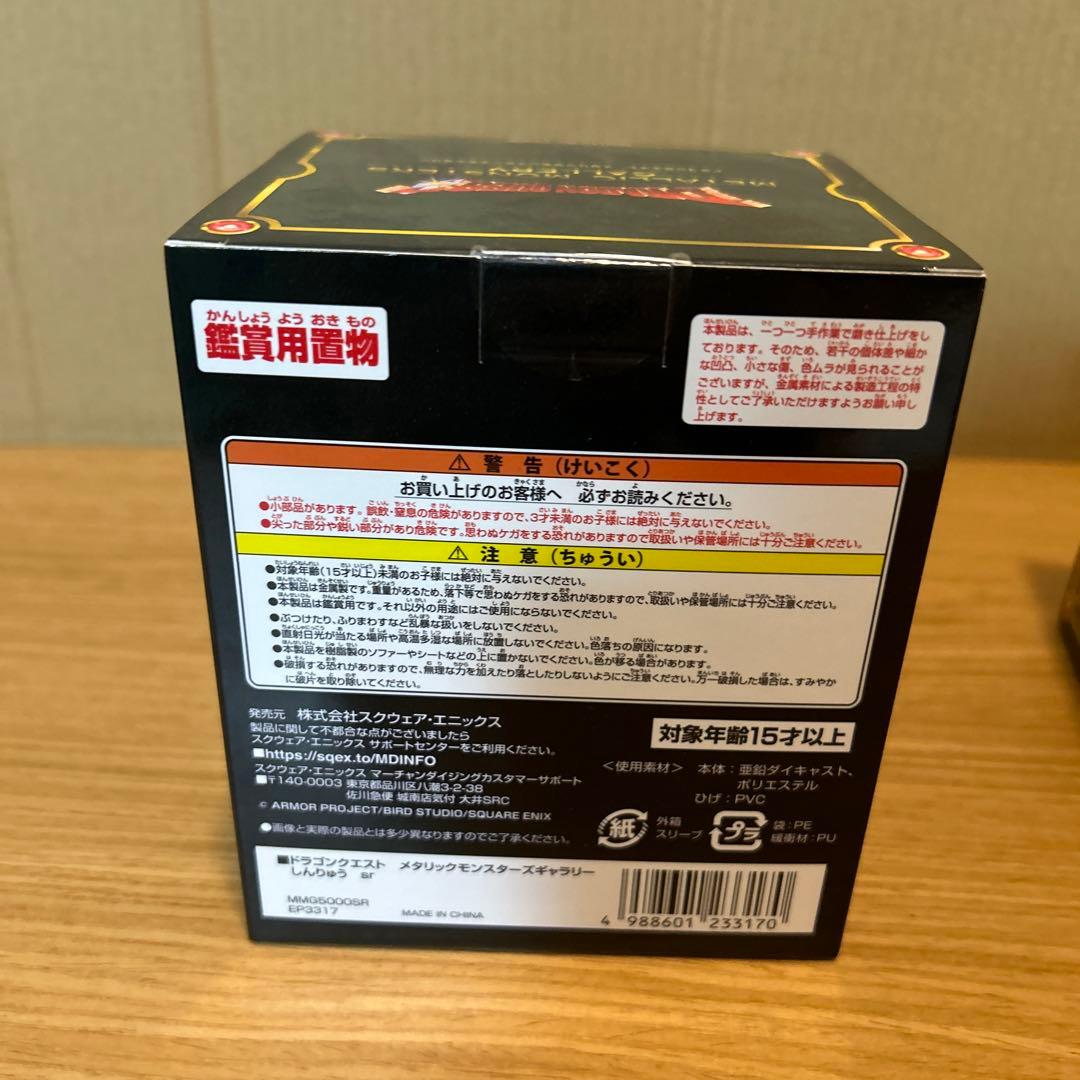 DRAGON QUEST
METALLIC MONSTERS
GALLERY
かんしょう よう おき もの
鑑賞用置物
本製品は、一つ一つ手作業で磨き仕上げをし
ております。そのため、若干の個体差や細か
な凹凸、小さな傷、色ムラが見られることが
ございますが、金属素材による製造工程の特
性としてご了承いただけますようお願い申し
上げます。
⚠ 警 告 (けいこく)
お買い上げのお客様へ 必ずお読みください。
●小部品があります。誤飲・窒息の危険がありますので、3才未満のお子様には絶対に与えないでください。
●尖った部分や鋭い部分があり危険です。思わぬケガをする恐れがありますので取扱いや保管場所には十分ご注意ください。
⚠ 注 意 (ちゅうい)
●対象年齢(15才以上)未満のお子様には絶対に与えないでください。
●本製品は金属製です。重量があるため、落下等で思わぬケガをする恐れがありますので、取扱いや保管場所には十分ご注意ください。
●本製品は鑑賞用です。それ以外の用途にはご使用にならないでください。
●ぶつけたり、ふりまわすなど乱暴な扱いをしないでください。
●直射日光が当たる場所や高温多湿な場所に放置しないでください。色落ちの原因になります。
●本製品を樹脂製のソファーやシートなどの上に置かないでください。色が移る場合があります。
●破損する恐れがありますので、無理な力を加えたり落としたりしないようにご注意ください。万一破損した場合は、すみやか
に破片を取り除いてください。
発売元 株式会社スクウェア・エニックス
製品に関して不都合な点がございましたら
スクウェア・エニックス サポートセンターをご利用ください。
■https://sqex.to/MDINFO
スクウェア・エニックス マーチャンダイジングカスタマーサポート
■〒140-0003 東京都品川区八潮3-2-38
佐川急便 城南店気付 大井SRC
© ARMOR PROJECT/BIRD STUDIO/SQUARE ENIX
●画像と実際の製品とは多少異なりますのでご了承ください。
対象年齢15才以上
<使用素材> 本体：亜鉛ダイキャスト、
ポリエステル
ひげ：PVC
紙 外箱
スリーブ
プラ 袋：PE
緩衝材：PU
■ドラゴンクエスト メタリックモンスターズギャラリー
しんりゅう sr
MMG5000SR
EP3317
MADE IN CHINA
4 988601 233170